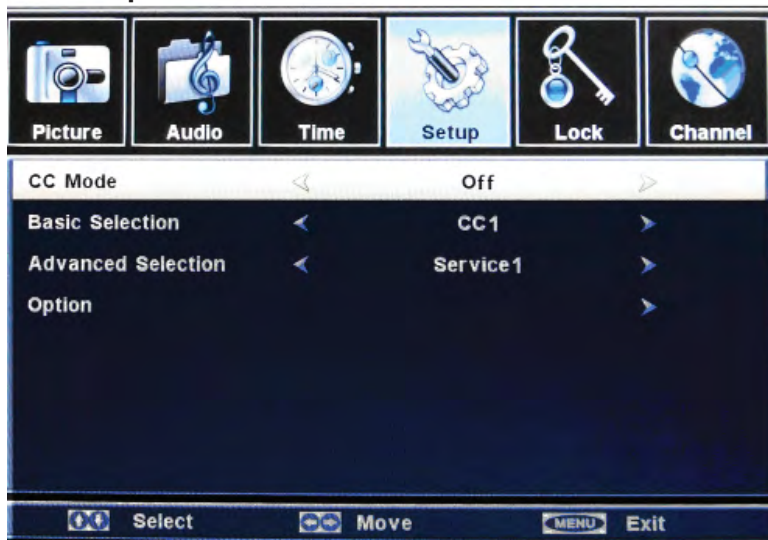 Picture Audio Time Setup Lock Channel
CC Mode Off
Basic Selection CC1
Advanced Selection Service1
Option
Select Move MENU Exit